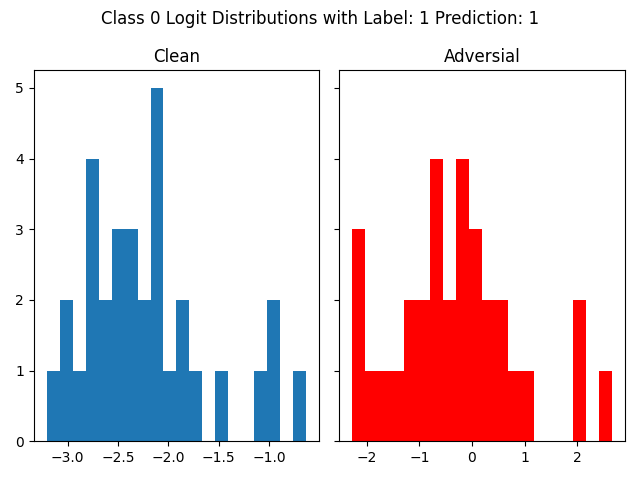 Class 0 Logit Distributions with Label: 1 Prediction: 1
Clean
Adversial
5
4
3
2
1
0
−3.0 −2.5 −2.0 −1.5 −1.0
−2 −1 0 1 2